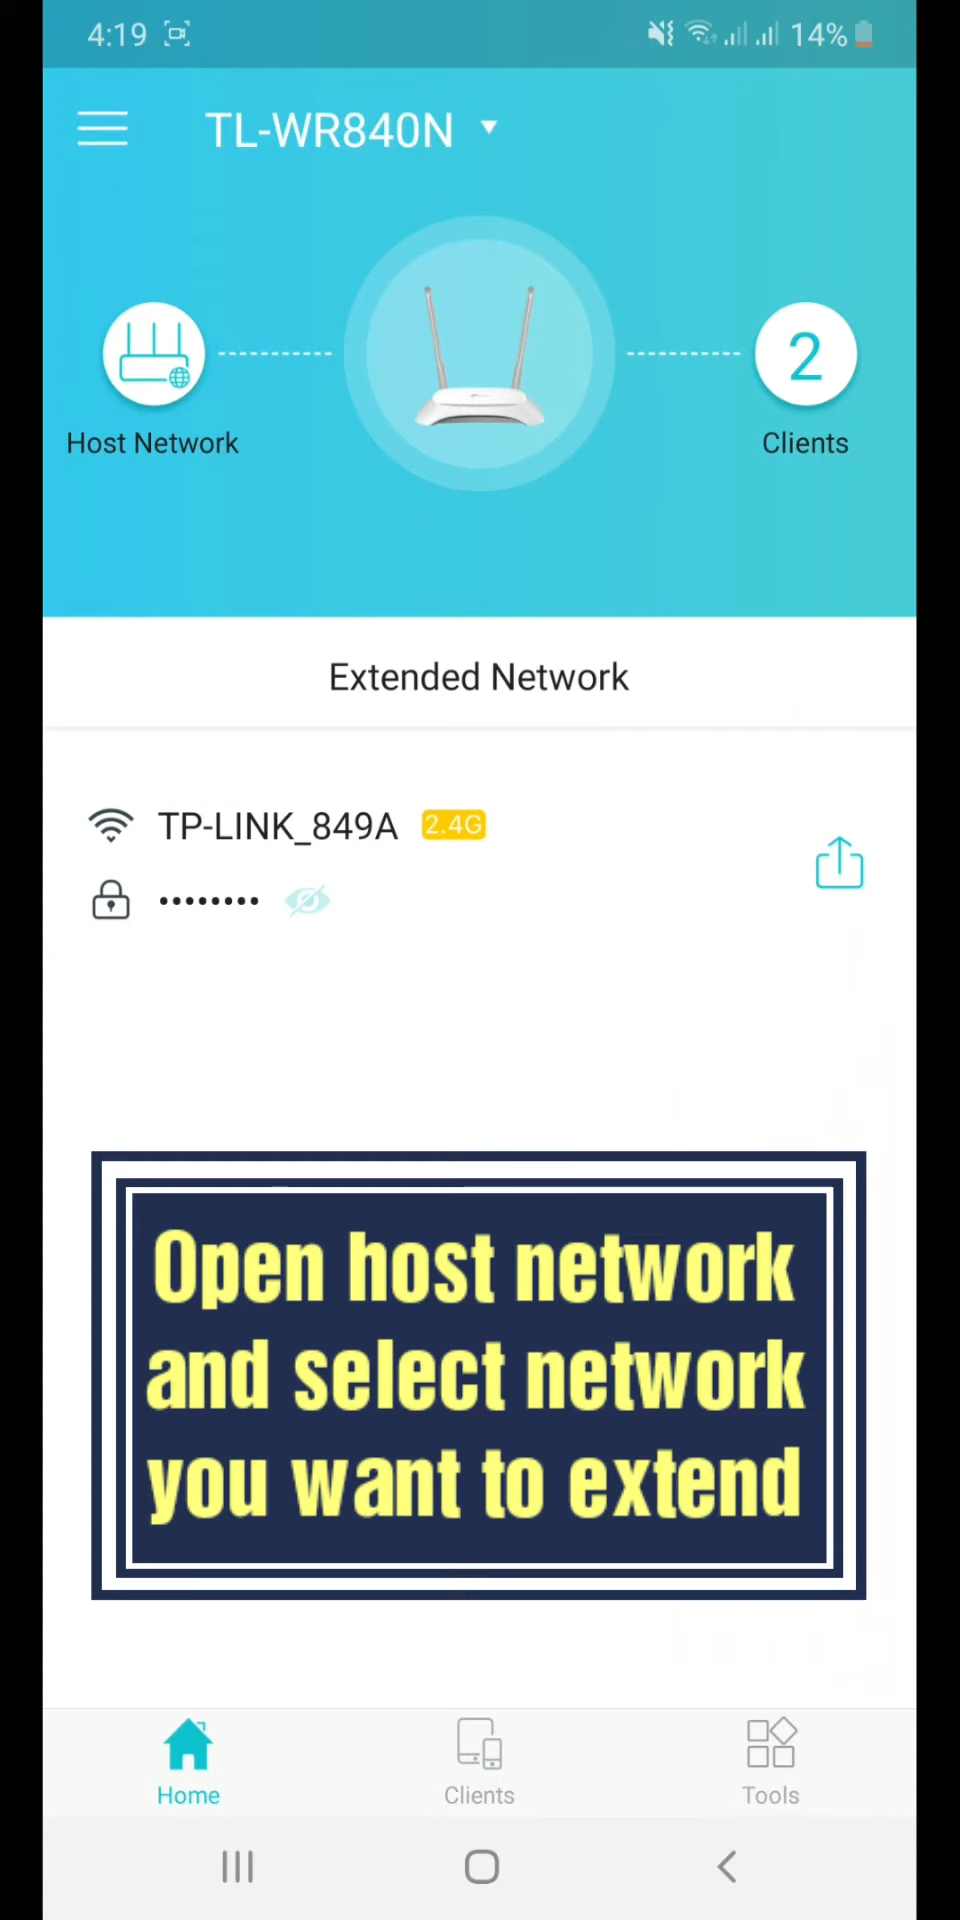 4:19 14%
TL-WR840N
2
Host Network Clients
Extended Network
TP-LINK_849A 2.4G
••••••••
Open host network
and select network
you want to extend
Home Clients Tools